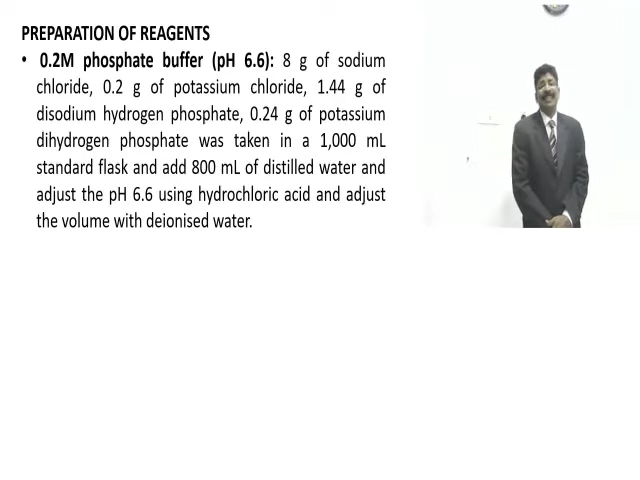 PREPARATION OF REAGENTS
• 0.2M phosphate buffer (pH 6.6): 8 g of sodium
chloride, 0.2 g of potassium chloride, 1.44 g of
disodium hydrogen phosphate, 0.24 g of potassium
dihydrogen phosphate was taken in a 1,000 mL
standard flask and add 800 mL of distilled water and
adjust the pH 6.6 using hydrochloric acid and adjust
the volume with deionised water.